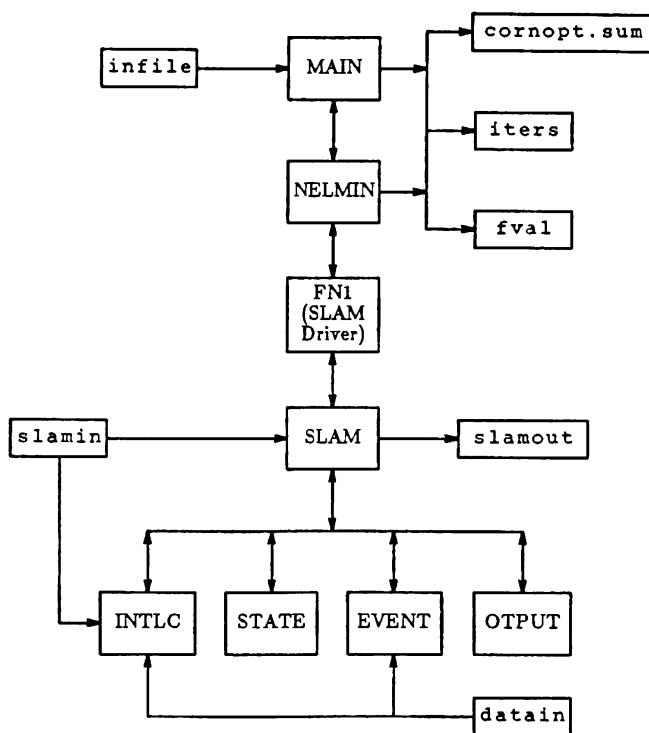 cornopt.sum
infile
MAIN
iters
NELMIN
fval
FN1
(SLAM
Driver)
slamin
SLAM
slamout
INTLC
STATE
EVENT
OTPUT
datain